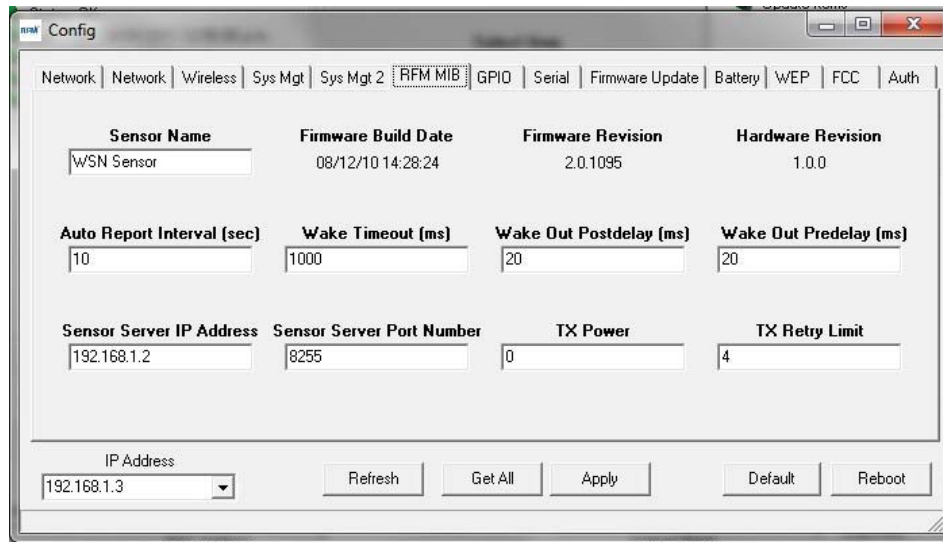 RFM Config
Network Network Wireless Sys Mgt Sys Mgt 2 RFM MIB GPIO Serial Firmware Update Battery WEP FCC Auth
Sensor Name Firmware Build Date Firmware Revision Hardware Revision
WSN Sensor 08/12/10 14:28:24 2.0.1095 1.0.0
Auto Report Interval (sec) Wake Timeout (ms) Wake Out Postdelay (ms) Wake Out Predelay (ms)
10 1000 20 20
Sensor Server IP Address Sensor Server Port Number TX Power TX Retry Limit
192.168.1.2 8255 0 4
IP Address
192.168.1.3 Refresh Get All Apply Default Reboot